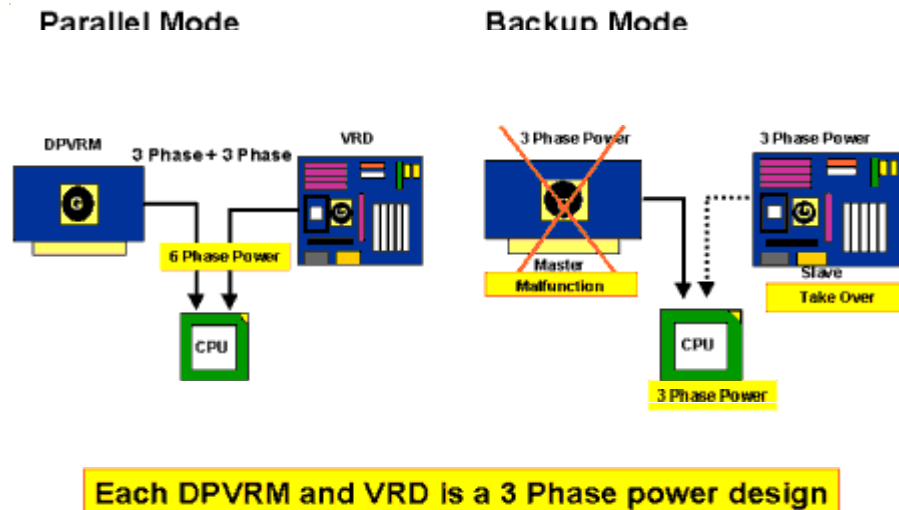 Parallel Mode
Backup Mode
DPVRM
3 Phase + 3 Phase
VRD
G
G
6 Phase Power
CPU
3 Phase Power
3 Phase Power
Master
Malfunction
Slave
Take Over
CPU
3 Phase Power
Each DPVRM and VRD is a 3 Phase power design